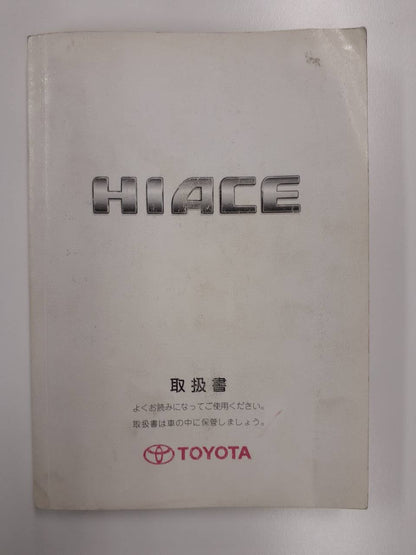 HIACE
取扱書
よくお読みになってご使用ください。
取扱書は車の中に保管しましょう。
TOYOTA